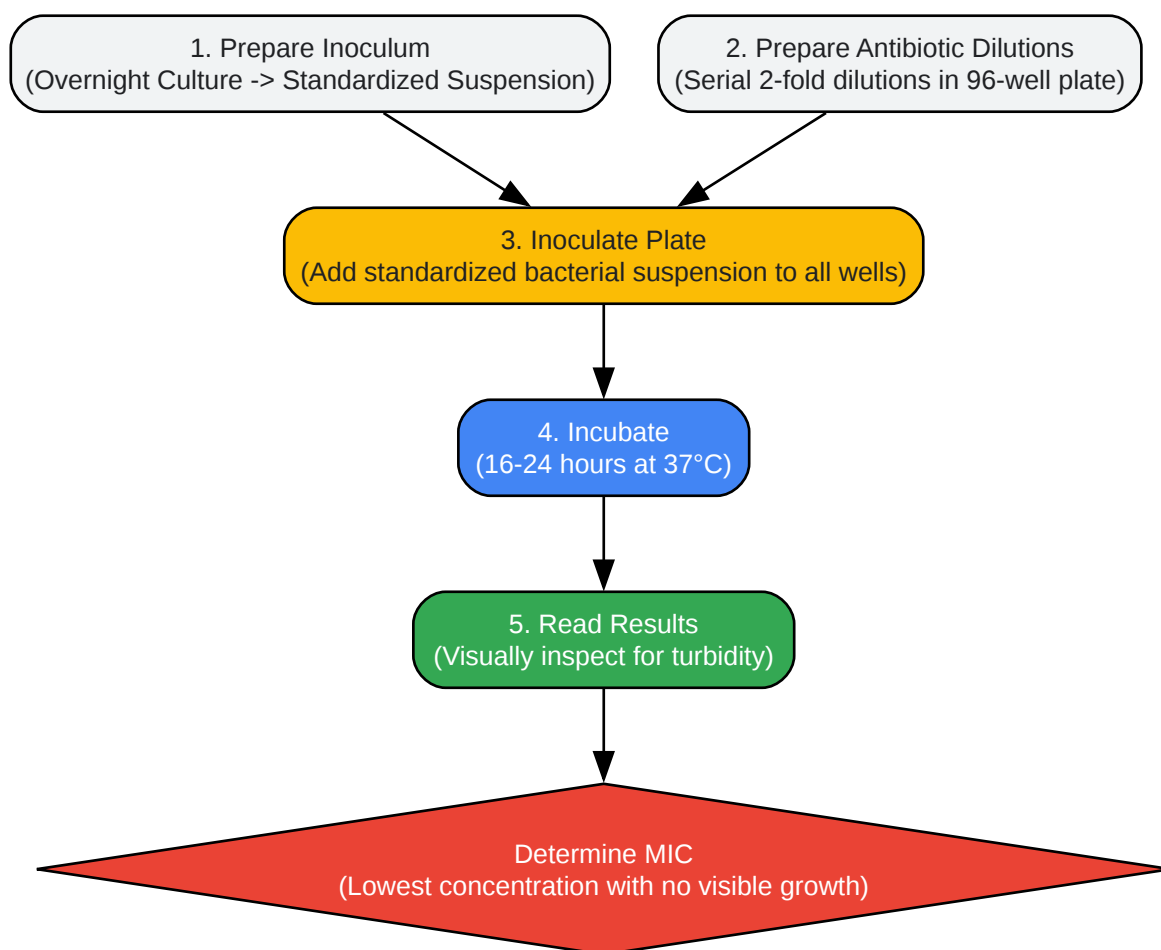 1. Prepare Inoculum
(Overnight Culture -> Standardized Suspension)
2. Prepare Antibiotic Dilutions
(Serial 2-fold dilutions in 96-well plate)
3. Inoculate Plate
(Add standardized bacterial suspension to all wells)
4. Incubate
(16-24 hours at 37°C)
5. Read Results
(Visually inspect for turbidity)
Determine MIC
(Lowest concentration with no visible growth)